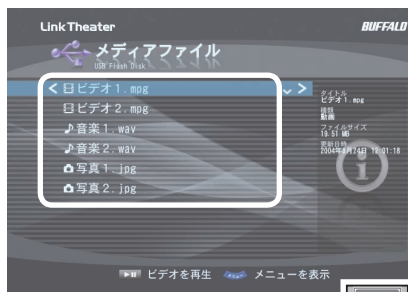 LinkTheater
BUFFALO
メディアファイル
USB Flash Disk
ビデオ1.mpg
ビデオ2.mpg
音楽1.wav
音楽2.wav
写真1.jpg
写真2.jpg
タイトル
ビデオ1.mpg
種類
動画
ファイルサイズ
19.51 MB
更新日時
2004年8月24日 12:01:18
ビデオを再生
メニューを表示